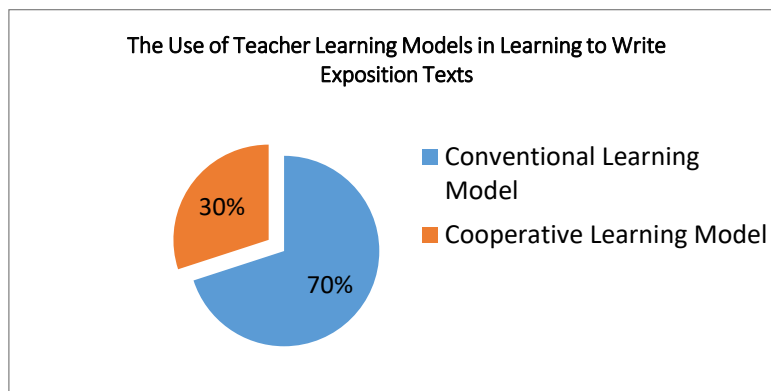 The Use of Teacher Learning Models in Learning to Write
Exposition Texts
30%
70%
Conventional Learning
Model
Cooperative Learning Model